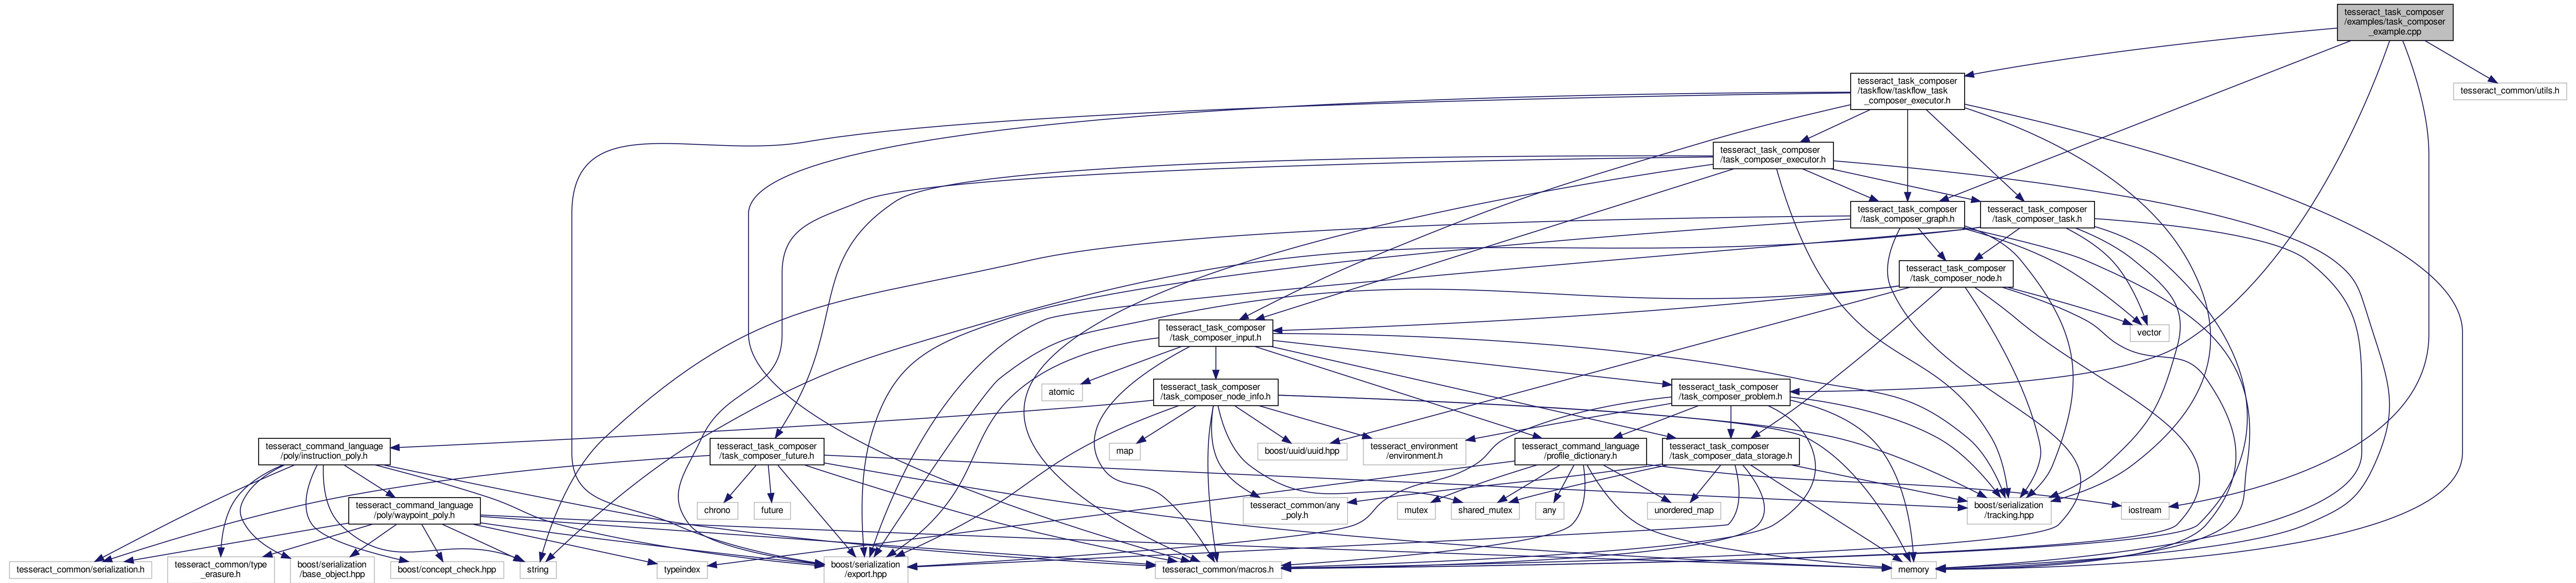 tesseract_task_composer
/examples/task_composer
_example.cpp
tesseract_task_composer
/taskflow/taskflow_task
_composer_executor.h
tesseract_common/utils.h
tesseract_task_composer
/task_composer_executor.h
tesseract_task_composer
/task_composer_graph.h
tesseract_task_composer
/task_composer_task.h
tesseract_task_composer
/task_composer_node.h
tesseract_task_composer
/task_composer_input.h
vector
atomic
tesseract_task_composer
/task_composer_node_info.h
tesseract_task_composer
/task_composer_problem.h
tesseract_command_language
/poly/instruction_poly.h
tesseract_task_composer
/task_composer_future.h
map
boost/uuid/uuid.hpp
tesseract_environment
/environment.h
tesseract_command_language
/profile_dictionary.h
tesseract_task_composer
/task_composer_data_storage.h
tesseract_command_language
/poly/waypoint_poly.h
chrono
future
tesseract_common/any
_poly.h
mutex
shared_mutex
any
unordered_map
boost/serialization
/tracking.hpp
iostream
tesseract_common/serialization.h
tesseract_common/type
_erasure.h
boost/serialization
/base_object.hpp
boost/concept_check.hpp
string
typeindex
boost/serialization
/export.hpp
tesseract_common/macros.h
memory